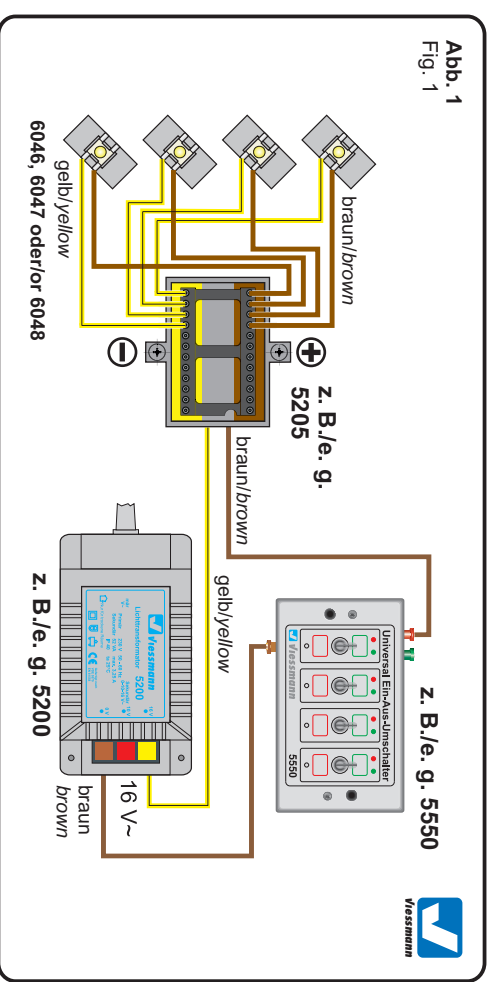 Abb. 1
Fig. 1
viessmann
braun/brown
gelb/yellow
6046, 6047 oder/or 6048
+
−
z. B./e. g.
5205
braun/brown
gelb/yellow
z. B./e. g. 5550
Universal Ein-Aus-Umschalter
viessmann
5550
viessmann
Lichttransformator 5200
16 V~
braun
brown
z. B./e. g. 5200